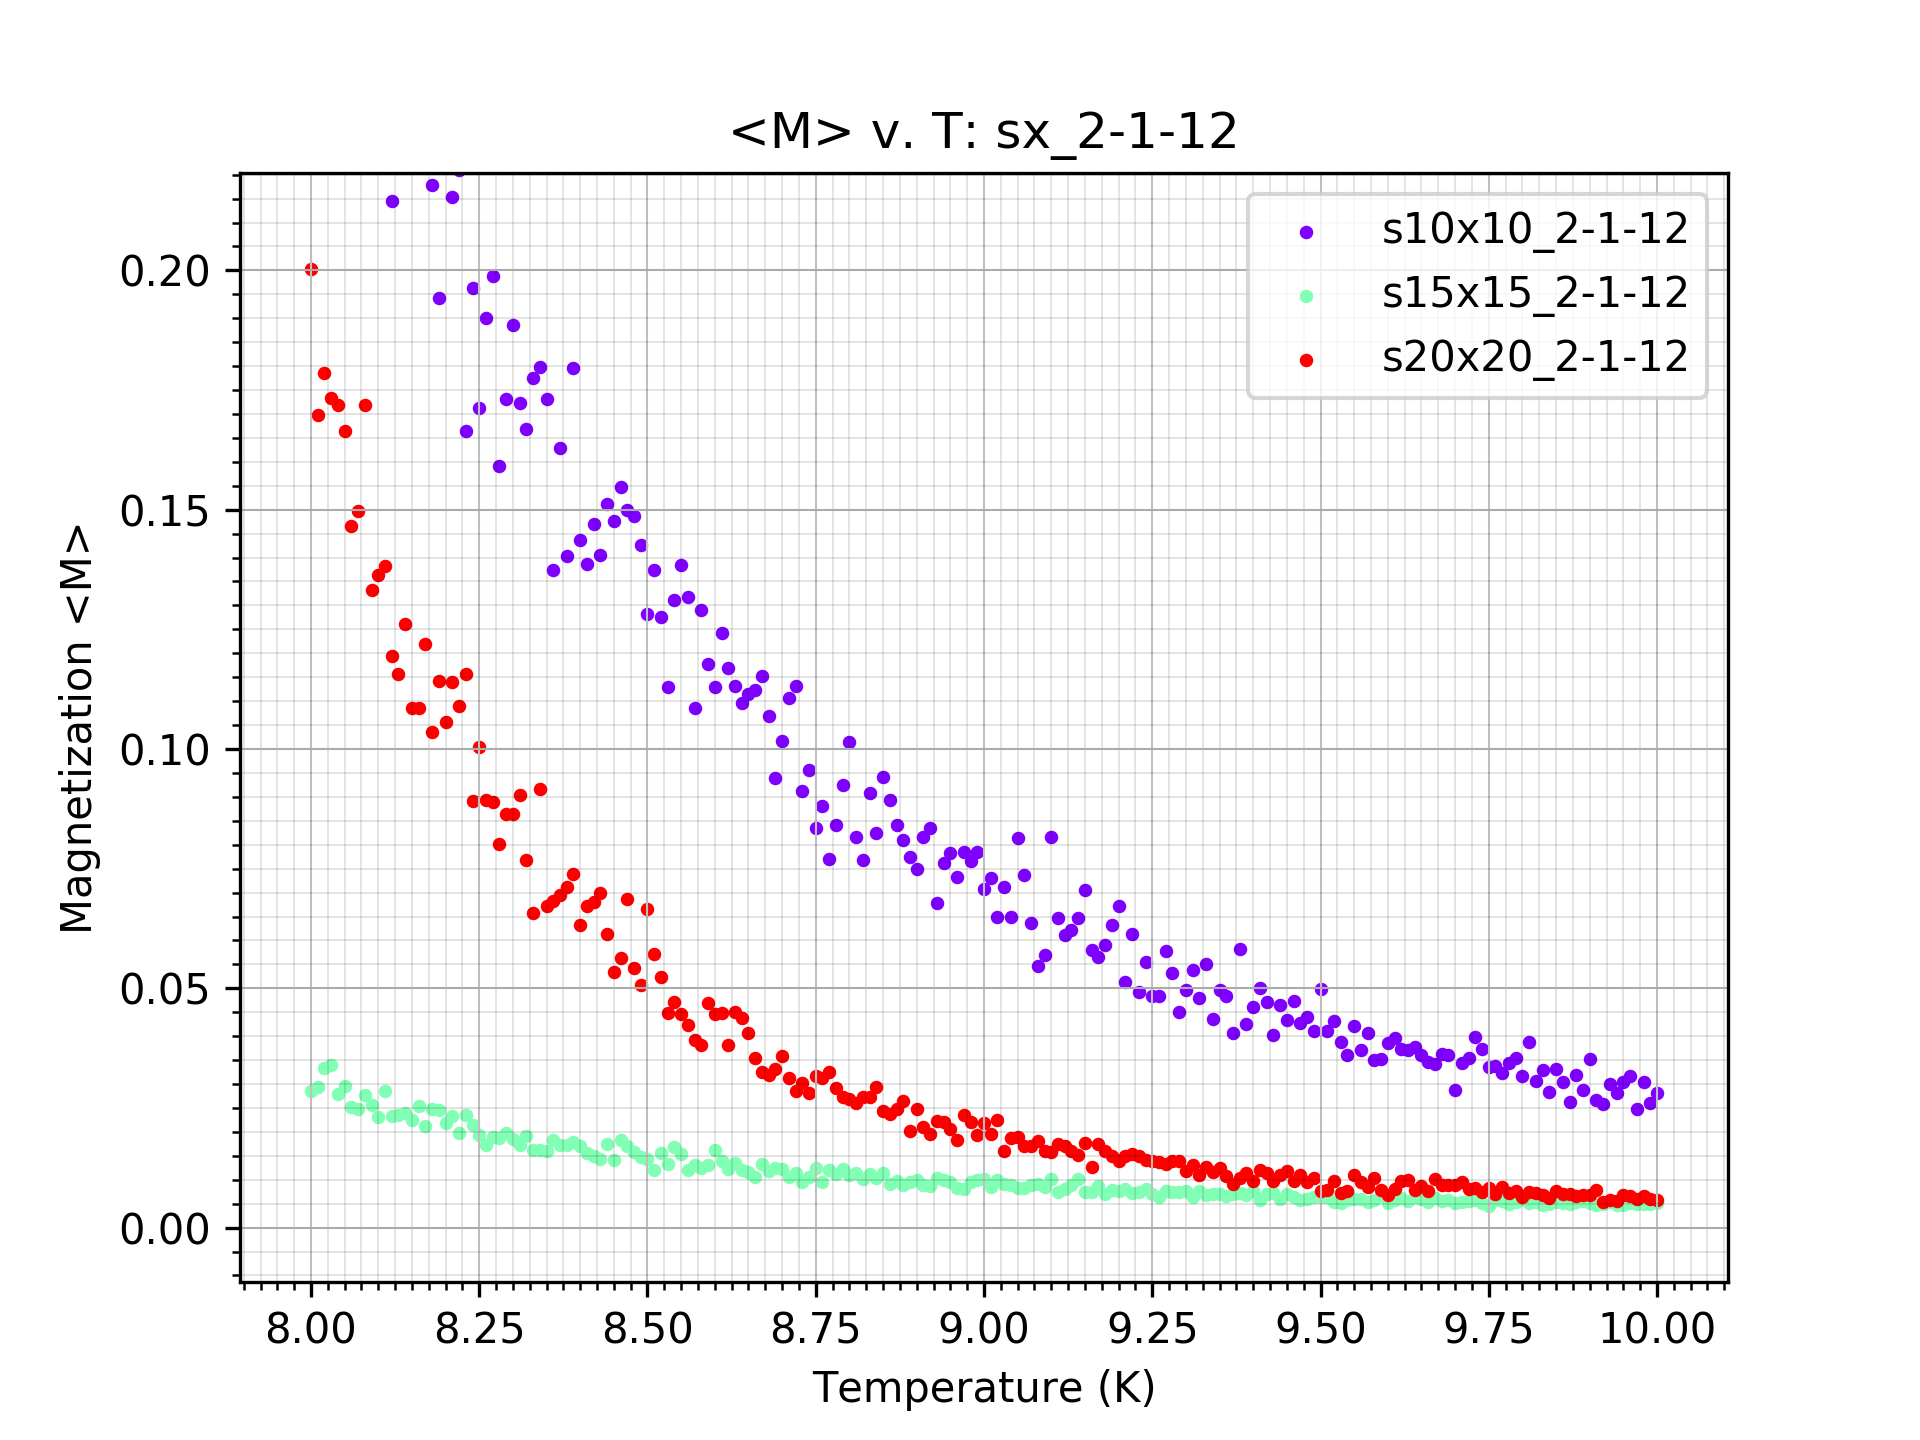 <M> v. T: sx_2-1-12
s10x10_2-1-12
s15x15_2-1-12
s20x20_2-1-12
Magnetization <M>
0.20
0.15
0.10
0.05
0.00
8.00 8.25 8.50 8.75 9.00 9.25 9.50 9.75 10.00
Temperature (K)